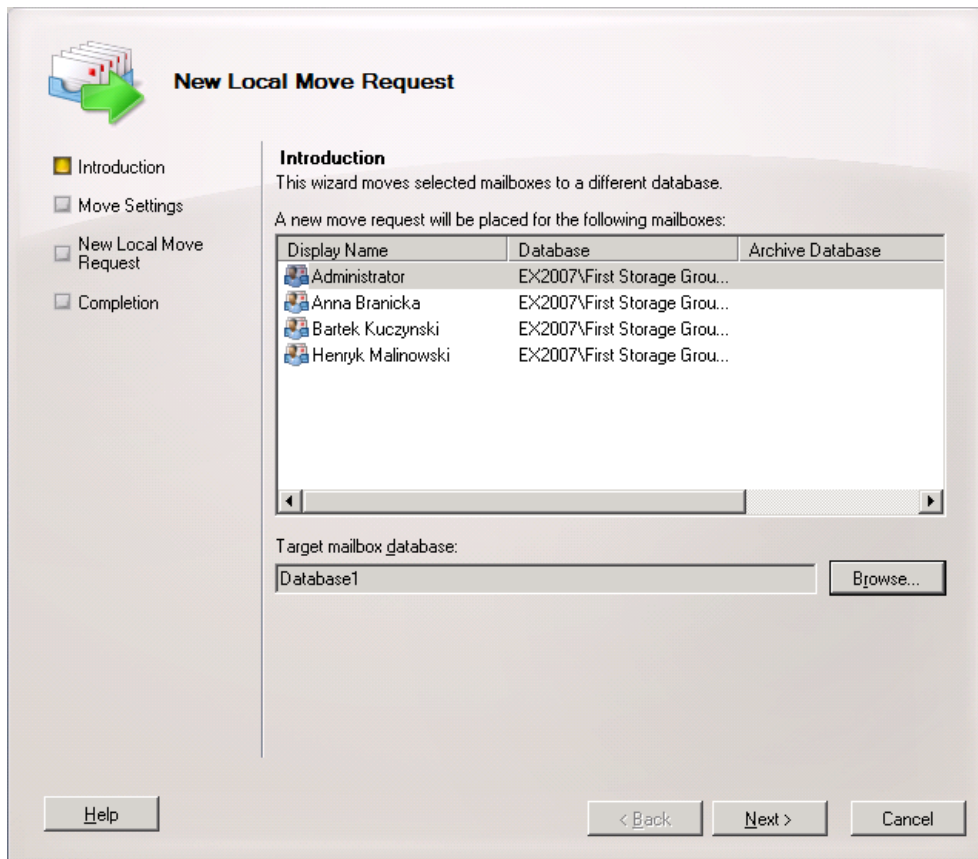 New Local Move Request
Introduction
Move Settings
New Local Move
Request
Completion
Introduction
This wizard moves selected mailboxes to a different database.
A new move request will be placed for the following mailboxes:
Display Name Database Archive Database
Administrator EX2007\First Storage Grou...
Anna Branicka EX2007\First Storage Grou...
Bartek Kuczynski EX2007\First Storage Grou...
Henryk Malinowski EX2007\First Storage Grou...
Target mailbox database:
Database1 Browse...
Help < Back Next > Cancel